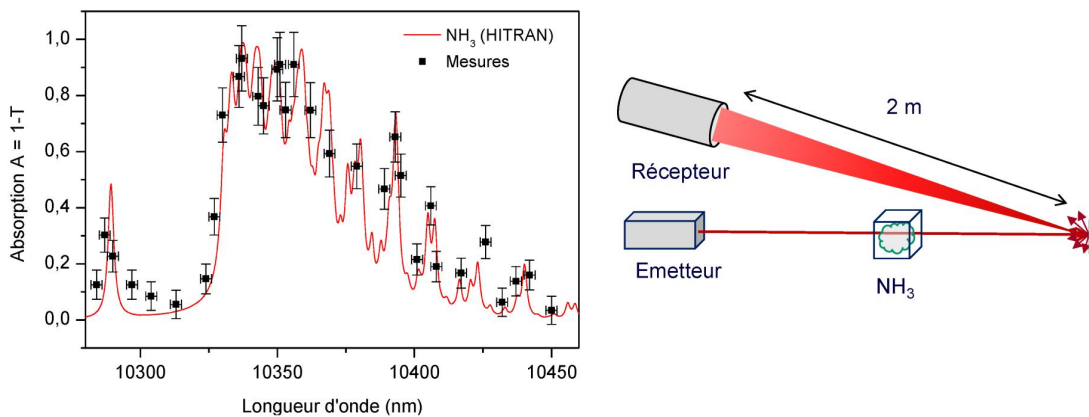 1,0
0,8
0,6
0,4
0,2
0,0
Absorption A = 1-T
NH₃ (HITRAN)
Mesures
10300
10350
10400
10450
Longueur d'onde (nm)
2 m
Récepteur
Emetteur
NH₃